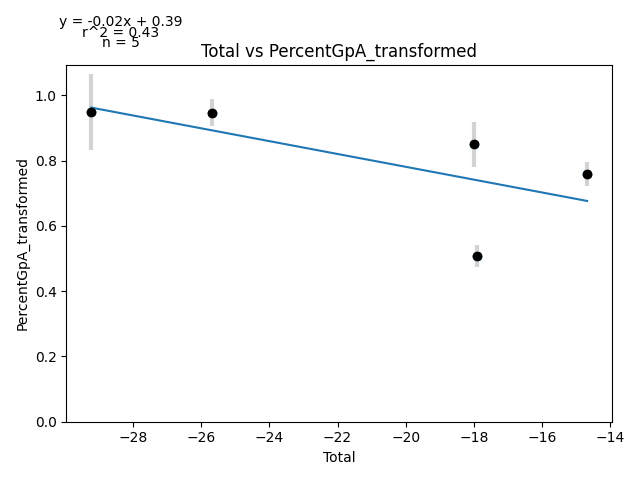 y = -0.02x + 0.39
r^2 = 0.43
n = 5
Total vs PercentGpA_transformed
PercentGpA_transformed
1.0
0.8
0.6
0.4
0.2
0.0
−28 −26 −24 −22 −20 −18 −16 −14
Total